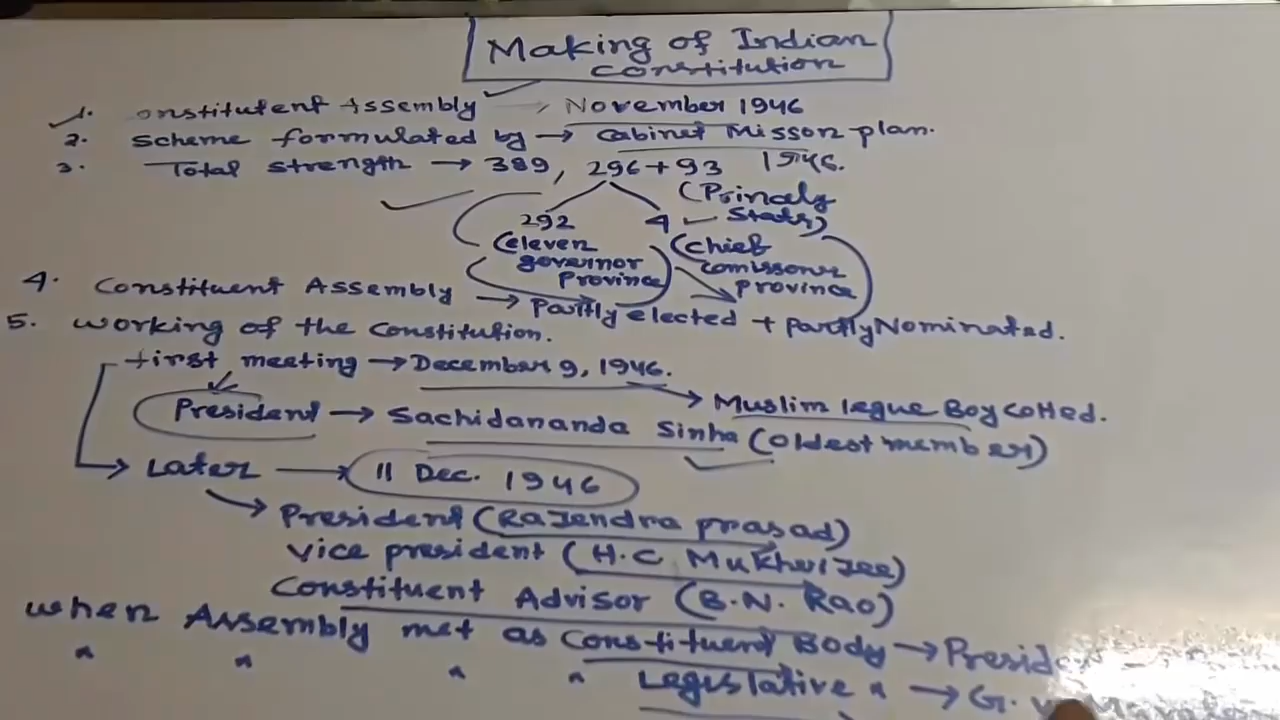 Making of Indian
Constitution
1. onstitutent Assembly → November 1946
2. Scheme formulated by → Cabinet Misson plan.
3. Total strength → 389, 296+93 1946.
(Princely
States)
292 4
(eleven (chief
governor comissoner
Province) province)
4. Constituent Assembly → Partly elected + partly Nominated.
5. working of the Constitution.
first meeting → December 9, 1946.
→ Muslim legue Boycotted.
President → Sachidananda Sinha (Oldest member)
→ Later → 11 Dec. 1946
→ President (Rajendra prasad)
vice president (H.C Mukherjee)
Constituent Advisor (B.N. Rao)
when Assembly met as Constituent Body →
" " " " Legislative " → G. V